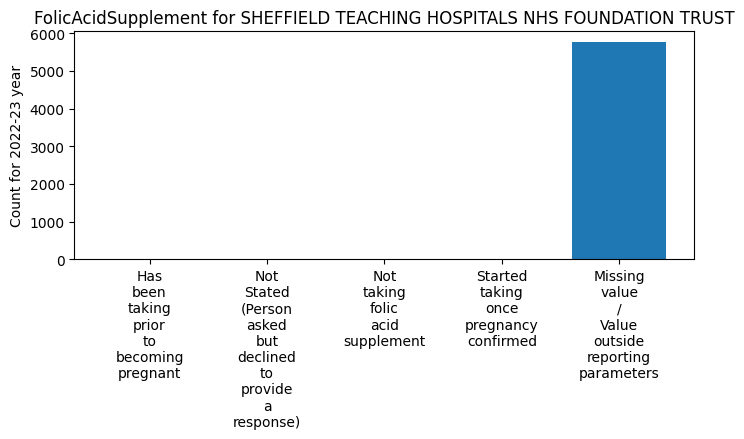 FolicAcidSupplement for SHEFFIELD TEACHING HOSPITALS NHS FOUNDATION TRUST
Count for 2022-23 year
6000
5000
4000
3000
2000
1000
0
Has
been
taking
prior
to
becoming
pregnant
Not
Stated
(Person
asked
but
declined
to
provide
a
response)
Not
taking
folic
acid
supplement
Started
taking
once
pregnancy
confirmed
Missing
value
/
Value
outside
reporting
parameters